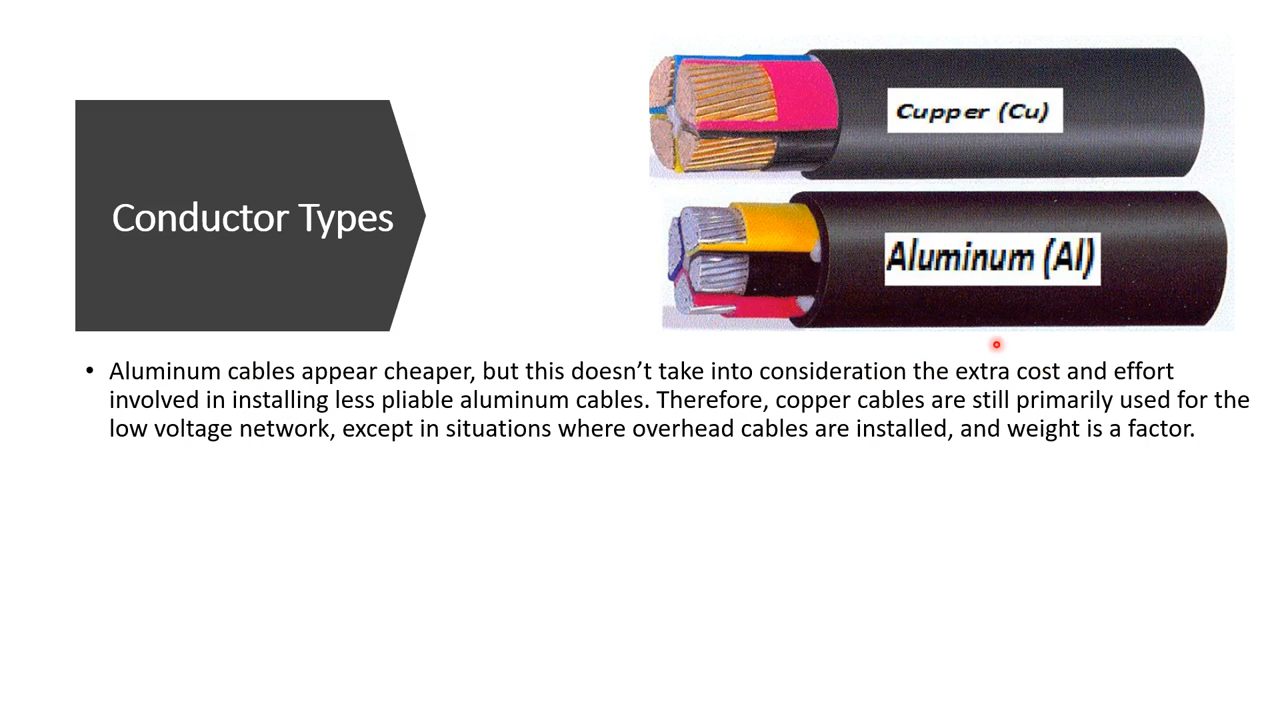 Cupper (Cu)
Conductor Types
Aluminum (Al)
• Aluminum cables appear cheaper, but this doesn’t take into consideration the extra cost and effort
involved in installing less pliable aluminum cables. Therefore, copper cables are still primarily used for the
low voltage network, except in situations where overhead cables are installed, and weight is a factor.